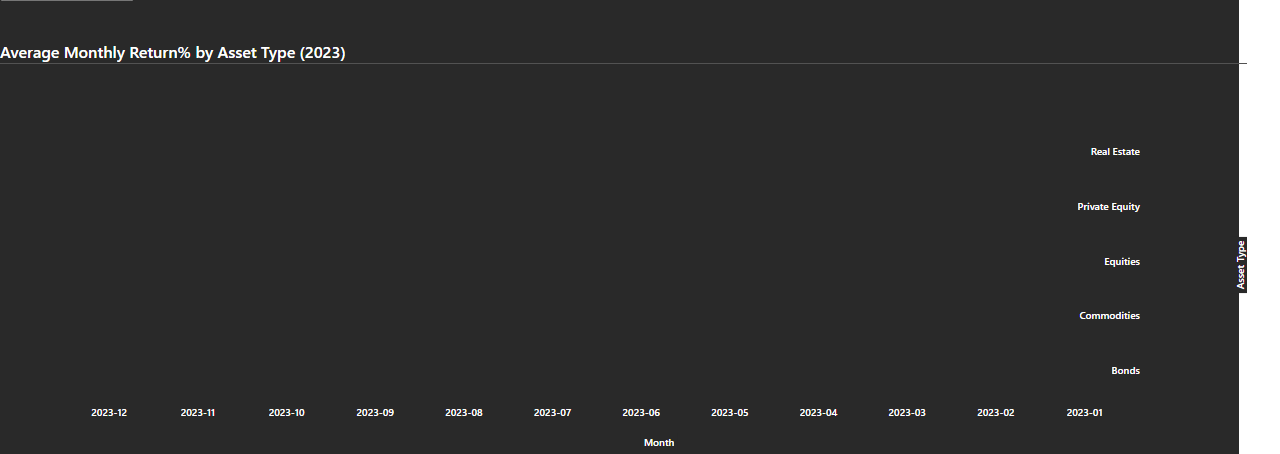 Average Monthly Return% by Asset Type (2023)
Real Estate
Private Equity
Equities
Asset Type
Commodities
Bonds
2023-12 2023-11 2023-10 2023-09 2023-08 2023-07 2023-06 2023-05 2023-04 2023-03 2023-02 2023-01
Month